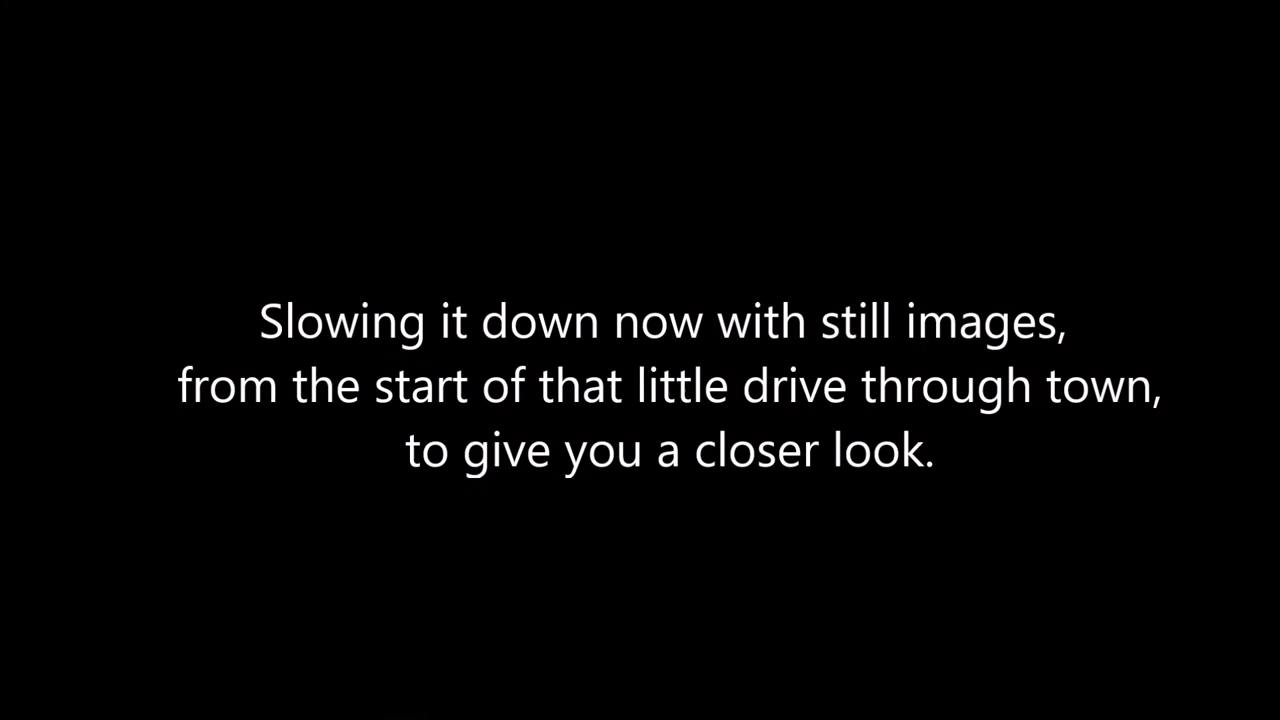 Slowing it down now with still images,
from the start of that little drive through town,
to give you a closer look.